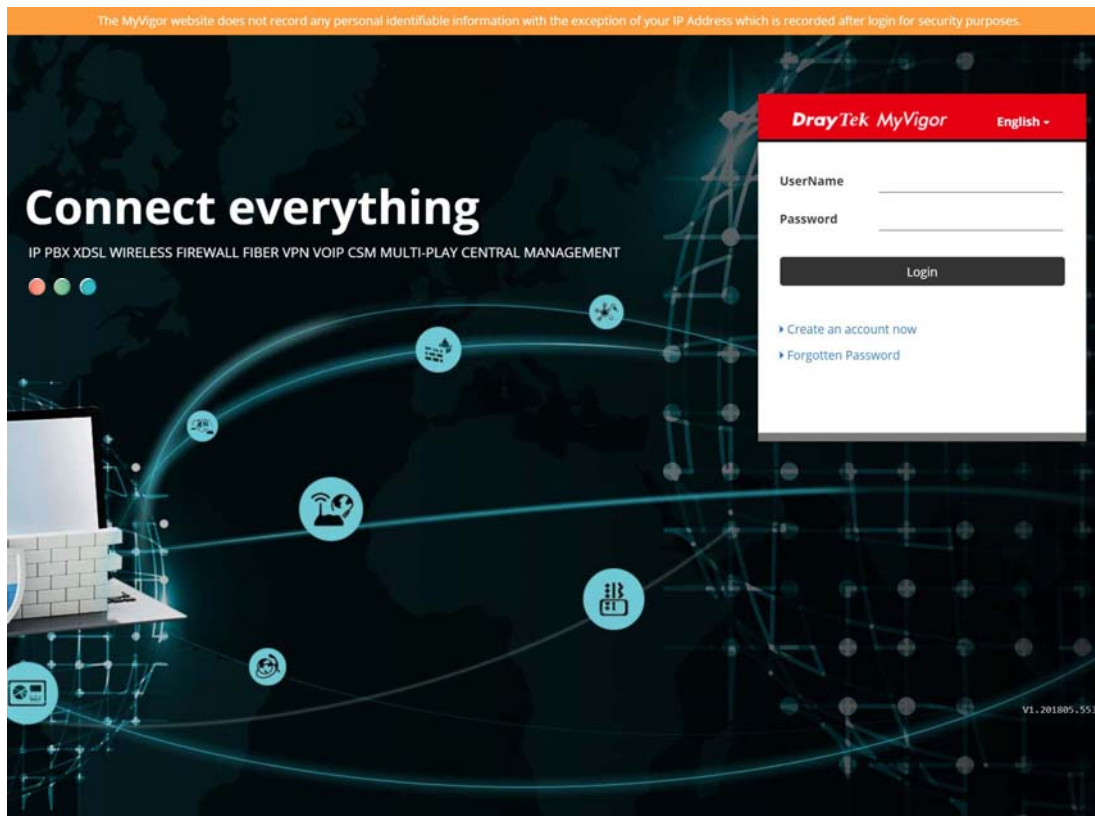 The MyVigor website does not record any personal identifiable information with the exception of your IP Address which is recorded after login for security purposes.
DrayTek MyVigor English
UserName
Password
Login
Create an account now
Forgotten Password
Connect everything
IP PBX XDSL WIRELESS FIREWALL FIBER VPN VOIP CSM MULTI-PLAY CENTRAL MANAGEMENT
V1.201805.553